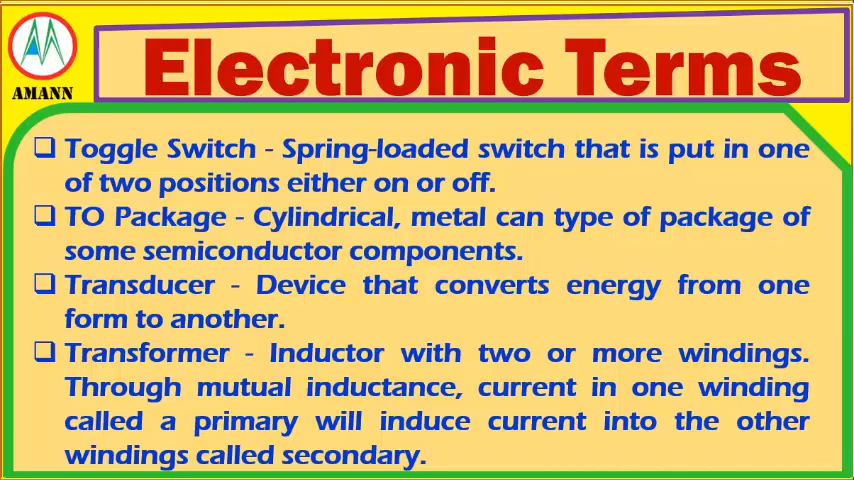 AMANN
Electronic Terms
❑ Toggle Switch - Spring-loaded switch that is put in one
of two positions either on or off.
❑ TO Package - Cylindrical, metal can type of package of
some semiconductor components.
❑ Transducer - Device that converts energy from one
form to another.
❑ Transformer - Inductor with two or more windings.
Through mutual inductance, current in one winding
called a primary will induce current into the other
windings called secondary.